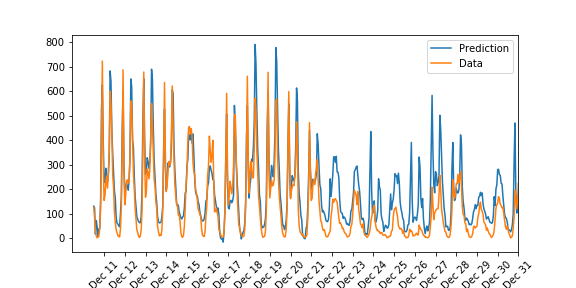 Prediction
Data
800
700
600
500
400
300
200
100
0
Dec 11
Dec 12
Dec 13
Dec 14
Dec 15
Dec 16
Dec 17
Dec 18
Dec 19
Dec 20
Dec 21
Dec 22
Dec 23
Dec 24
Dec 25
Dec 26
Dec 27
Dec 28
Dec 29
Dec 30
Dec 31